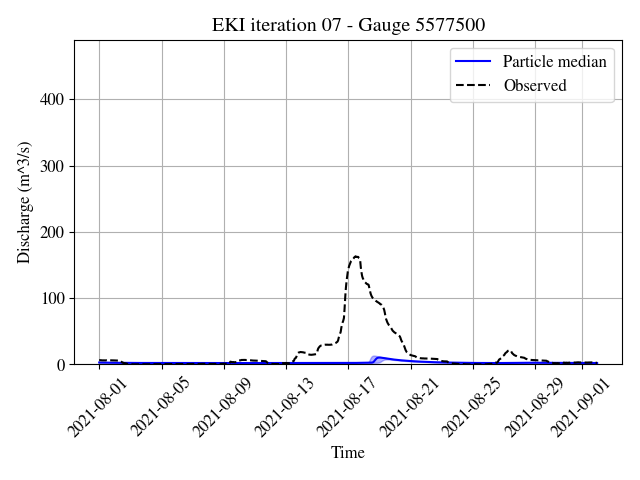 EKI iteration 07 - Gauge 5577500
Particle median
Observed
Discharge (m^3/s)
400
300
200
100
0
2021-08-01
2021-08-05
2021-08-09
2021-08-13
2021-08-17
2021-08-21
2021-08-25
2021-08-29
2021-09-01
Time